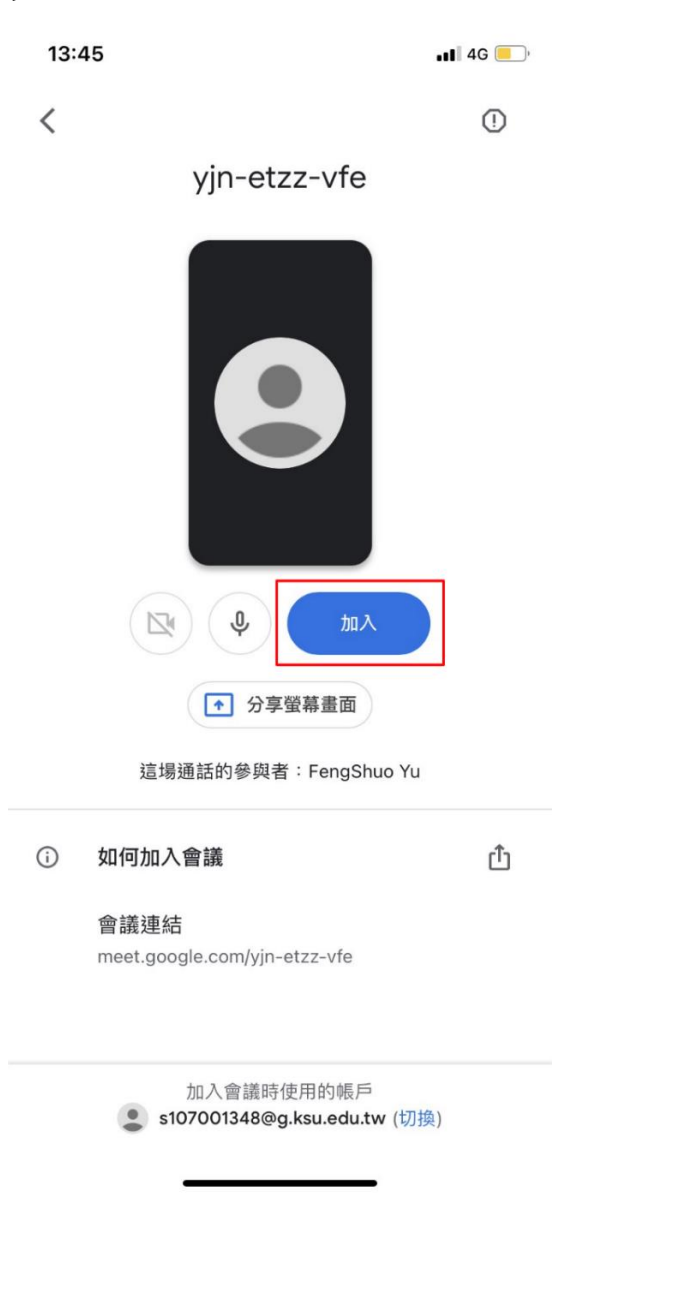 13:45
4G
yjn-etzz-vfe
加入
分享螢幕畫面
這場通話的參與者：FengShuo Yu
如何加入會議
會議連結
meet.google.com/yjn-etzz-vfe
加入會議時使用的帳戶
s107001348@g.ksu.edu.tw (切換)